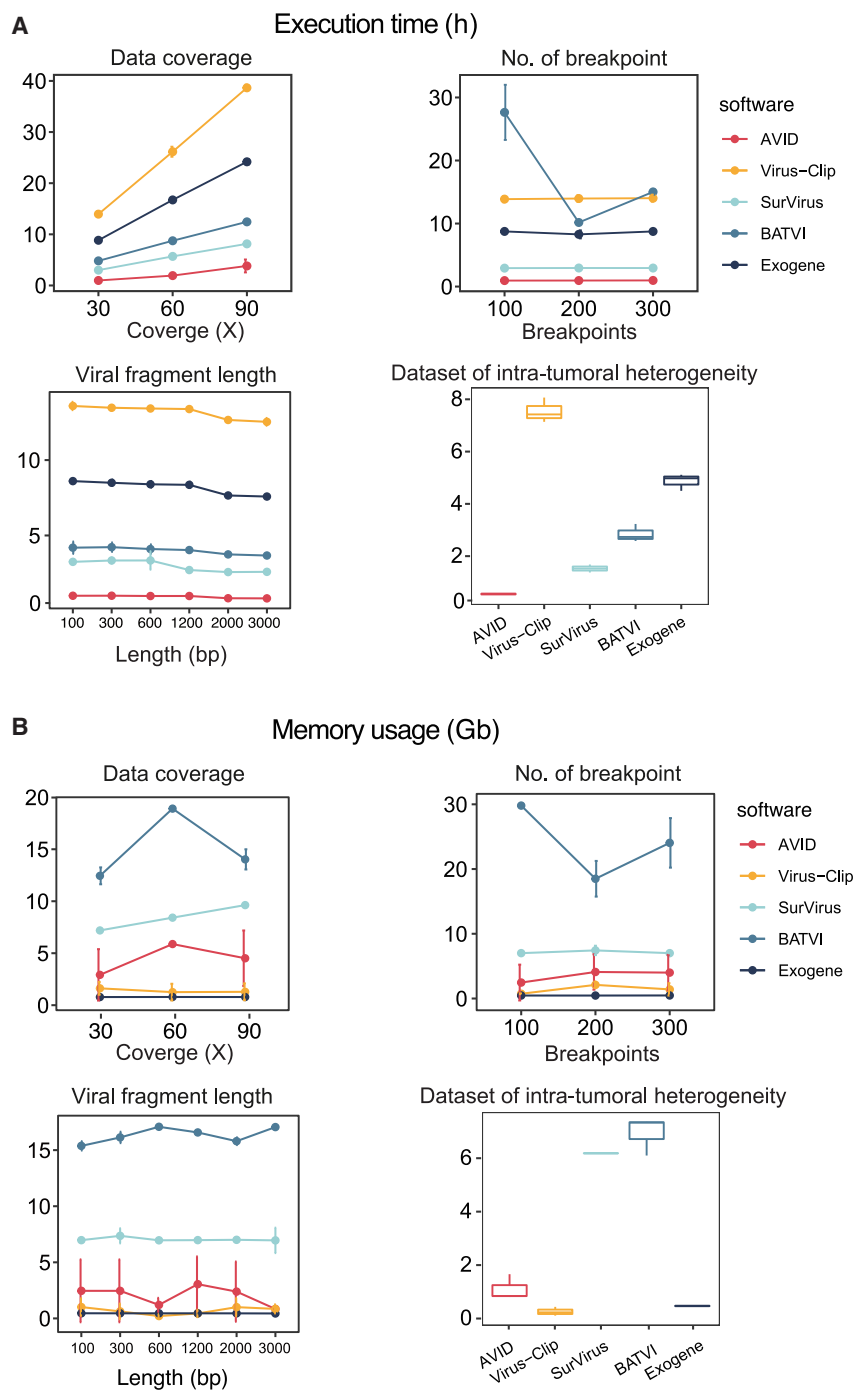 A
Execution time (h)
Data coverage
40
30
20
10
0
30 60 90
Coverge (X)
No. of breakpoint
30
20
10
0
100 200 300
Breakpoints
software
AVID
Virus−Clip
SurVirus
BATVI
Exogene
Viral fragment length
10
5
0
100 300 600 1200 2000 3000
Length (bp)
Dataset of intra-tumoral heterogeneity
8
6
4
2
0
AVID
Virus−Clip
SurVirus
BATVI
Exogene
B
Memory usage (Gb)
Data coverage
20
15
10
5
0
30 60 90
Coverge (X)
No. of breakpoint
30
20
10
0
100 200 300
Breakpoints
software
AVID
Virus−Clip
SurVirus
BATVI
Exogene
Viral fragment length
15
10
5
0
100 300 600 1200 2000 3000
Length (bp)
Dataset of intra-tumoral heterogeneity
6
4
2
0
AVID
Virus−Clip
SurVirus
BATVI
Exogene